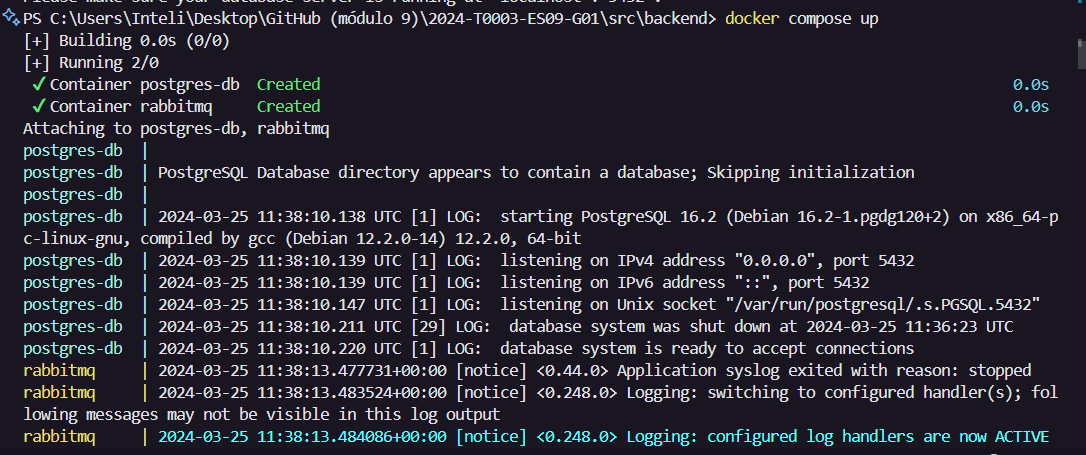 Please make sure your database server is running at `localhost`:`5432`.
PS C:\Users\Inteli\Desktop\GitHub (módulo 9)\2024-T0003-ES09-G01\src\backend> docker compose up
[+] Building 0.0s (0/0)
[+] Running 2/0
✓ Container postgres-db  Created 0.0s
✓ Container rabbitmq  Created 0.0s
Attaching to postgres-db, rabbitmq
postgres-db  |
postgres-db  | PostgreSQL Database directory appears to contain a database; Skipping initialization
postgres-db  |
postgres-db  | 2024-03-25 11:38:10.138 UTC [1] LOG:  starting PostgreSQL 16.2 (Debian 16.2-1.pgdg120+2) on x86_64-p
c-linux-gnu, compiled by gcc (Debian 12.2.0-14) 12.2.0, 64-bit
postgres-db  | 2024-03-25 11:38:10.139 UTC [1] LOG:  listening on IPv4 address "0.0.0.0", port 5432
postgres-db  | 2024-03-25 11:38:10.139 UTC [1] LOG:  listening on IPv6 address "::", port 5432
postgres-db  | 2024-03-25 11:38:10.147 UTC [1] LOG:  listening on Unix socket "/var/run/postgresql/.s.PGSQL.5432"
postgres-db  | 2024-03-25 11:38:10.211 UTC [29] LOG:  database system was shut down at 2024-03-25 11:36:23 UTC
postgres-db  | 2024-03-25 11:38:10.220 UTC [1] LOG:  database system is ready to accept connections
rabbitmq     | 2024-03-25 11:38:13.477731+00:00 [notice] <0.44.0> Application syslog exited with reason: stopped
rabbitmq     | 2024-03-25 11:38:13.483524+00:00 [notice] <0.248.0> Logging: switching to configured handler(s); fol
lowing messages may not be visible in this log output
rabbitmq     | 2024-03-25 11:38:13.484086+00:00 [notice] <0.248.0> Logging: configured log handlers are now ACTIVE